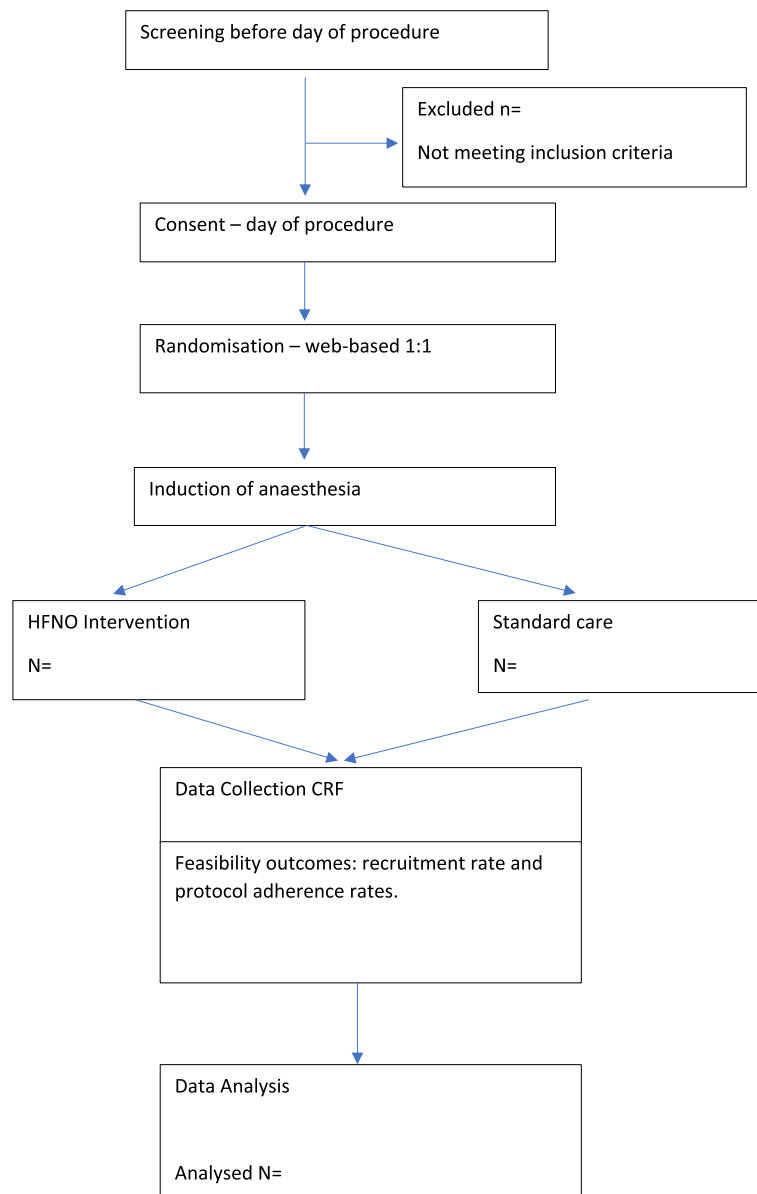 Screening before day of procedure
Excluded n=
Not meeting inclusion criteria
Consent – day of procedure
Randomisation – web-based 1:1
Induction of anaesthesia
HFNO Intervention
N=
Standard care
N=
Data Collection CRF
Feasibility outcomes: recruitment rate and
protocol adherence rates.
Data Analysis
Analysed N=